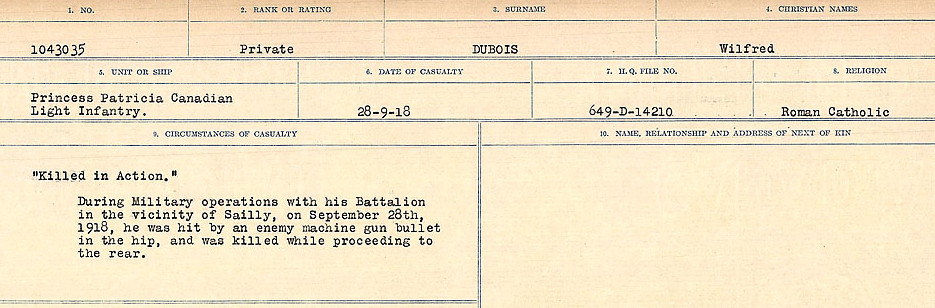 1. NO. 2. RANK OR RATING 3. SURNAME 4. CHRISTIAN NAMES
1043035 Private DUBOIS Wilfred
5. UNIT OR SHIP 6. DATE OF CASUALTY 7. H.Q. FILE NO. 8. RELIGION
Princess Patricia Canadian
Light Infantry. 28-9-18 649-D-14210 Roman Catholic
9. CIRCUMSTANCES OF CASUALTY 10. NAME, RELATIONSHIP AND ADDRESS OF NEXT OF KIN
"Killed in Action."
During Military operations with his Battalion
in the vicinity of Sailly, on September 28th,
1918, he was hit by an enemy machine gun bullet
in the hip, and was killed while proceeding to
the rear.